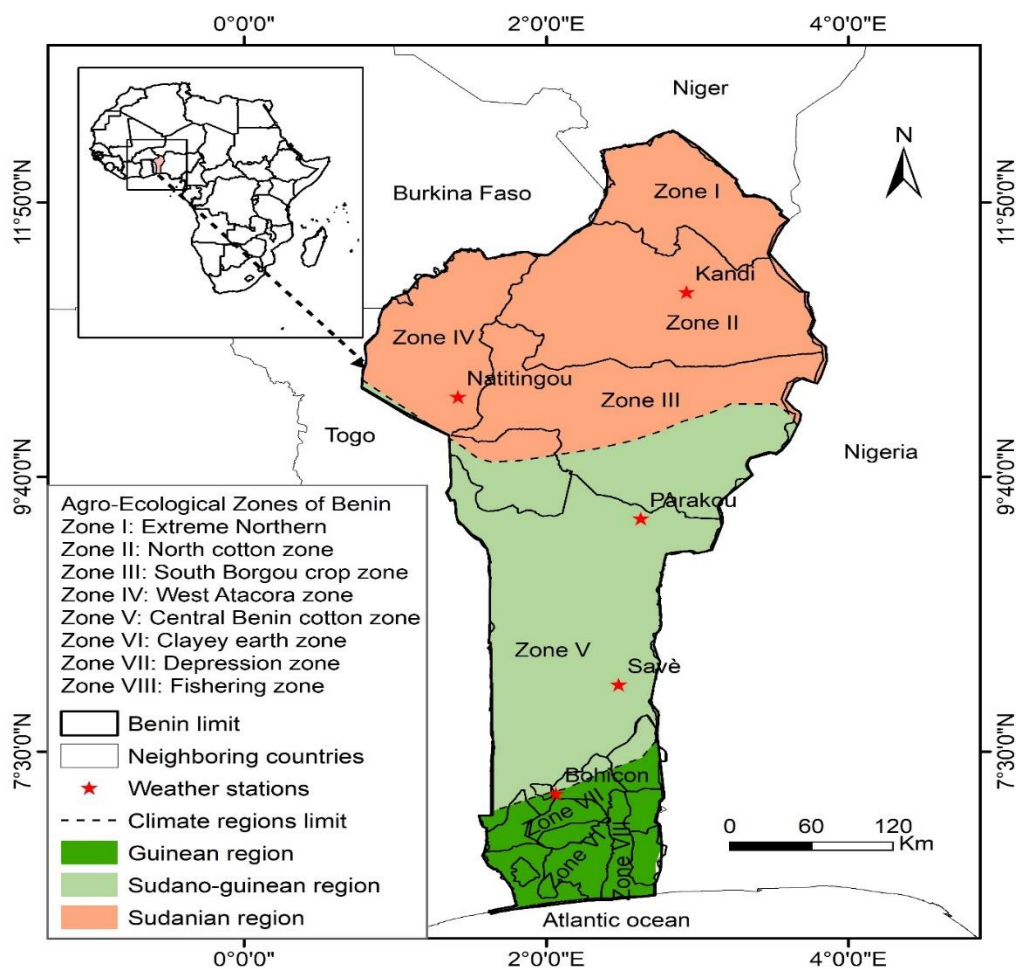 0°0'0"
2°0'0"E
4°0'0"E
Niger
N
Burkina Faso
Zone I
11°50'0"N
11°50'0"N
Kandi
Zone II
Zone IV
Natitingou
Zone III
Togo
Nigeria
9°40'0"N
9°40'0"N
Parakou
Agro-Ecological Zones of Benin
Zone I: Extreme Northern
Zone II: North cotton zone
Zone III: South Borgou crop zone
Zone IV: West Atacora zone
Zone V: Central Benin cotton zone
Zone VI: Clayey earth zone
Zone VII: Depression zone
Zone VIII: Fishering zone
Benin limit
Neighboring countries
Weather stations
Climate regions limit
Guinean region
Sudano-guinean region
Sudanian region
Zone V
Savè
7°30'0"N
7°30'0"N
Bohicon
Zone VII
Zone VI
Zone VIII
0 60 120
Km
Atlantic ocean
0°0'0"
2°0'0"E
4°0'0"E